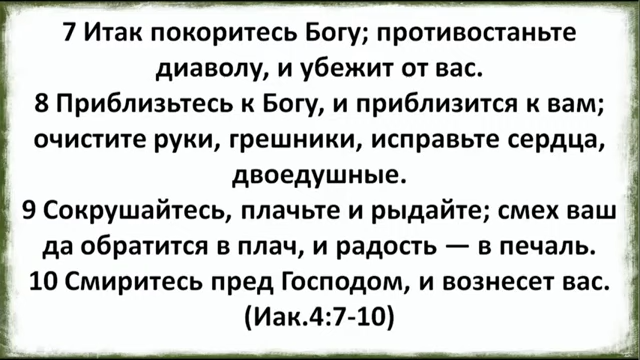 7 Итак покоритесь Богу; противостаньте
диаволу, и убежит от вас.
8 Приблизьтесь к Богу, и приблизится к вам;
очистите руки, грешники, исправьте сердца,
двоедушные.
9 Сокрушайтесь, плачьте и рыдайте; смех ваш
да обратится в плач, и радость — в печаль.
10 Смиритесь пред Господом, и вознесет вас.
(Иак.4:7-10)